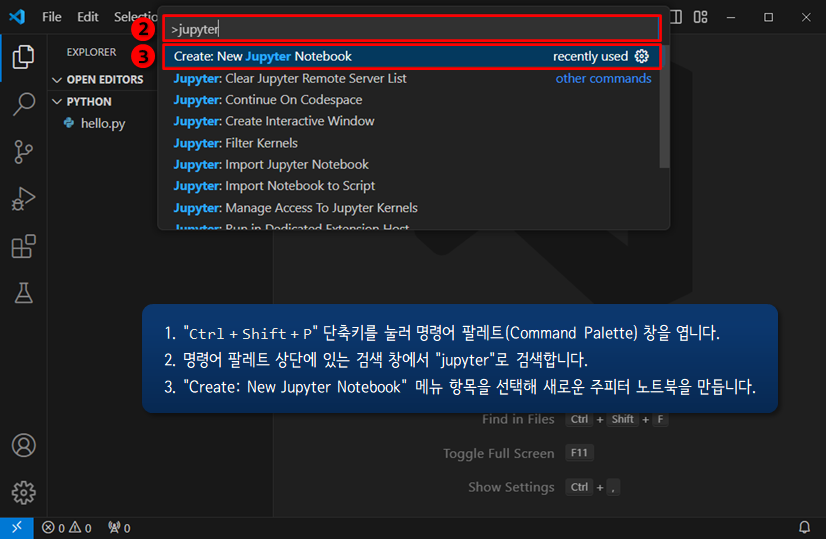 File Edit Selectio
2 >jupyter
3 Create: New Jupyter Notebook recently used
Jupyter: Clear Jupyter Remote Server List other commands
Jupyter: Continue On Codespace
Jupyter: Create Interactive Window
Jupyter: Filter Kernels
Jupyter: Import Jupyter Notebook
Jupyter: Import Notebook to Script
Jupyter: Manage Access To Jupyter Kernels
Jupyter: Run in Dedicated Extension Host
EXPLORER
OPEN EDITORS
PYTHON
hello.py
1. "Ctrl + Shift + P" 단축키를 눌러 명령어 팔레트(Command Palette) 창을 엽니다.
2. 명령어 팔레트 상단에 있는 검색 창에서 "jupyter"로 검색합니다.
3. "Create: New Jupyter Notebook" 메뉴 항목을 선택해 새로운 주피터 노트북을 만듭니다.
Find in Files Ctrl + Shift + F
Toggle Full Screen F11
Show Settings Ctrl + ,
0 0 0